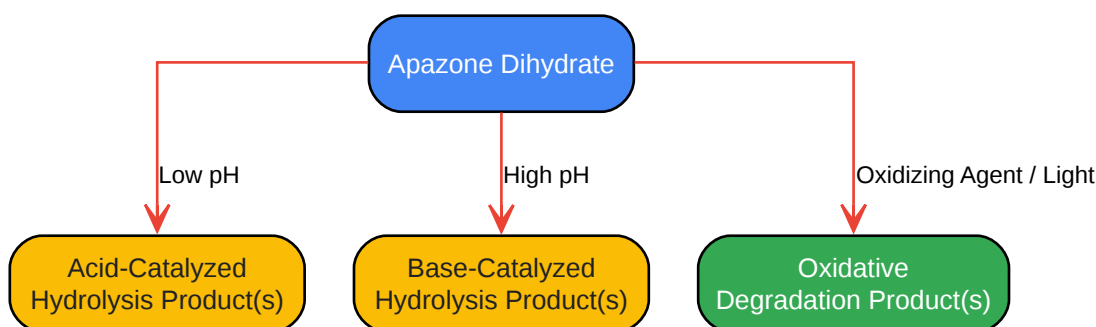 Apazone Dihydrate
Low pH
High pH
Oxidizing Agent / Light
Acid-Catalyzed
Hydrolysis Product(s)
Base-Catalyzed
Hydrolysis Product(s)
Oxidative
Degradation Product(s)